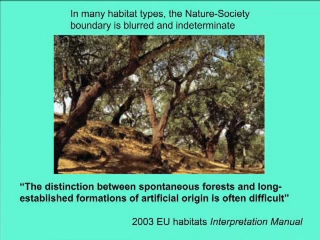 In many habitat types, the Nature-Society
boundary is blurred and indeterminate
“The distinction between spontaneous forests and long-
established formations of artificial origin is often difficult”
2003 EU habitats Interpretation Manual